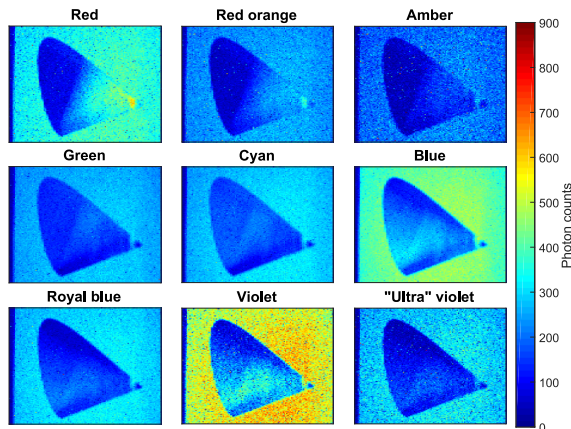 Red
Red orange
Amber
Green
Cyan
Blue
Royal blue
Violet
"Ultra" violet
900
800
700
600
500
400
300
200
100
0
Photon counts